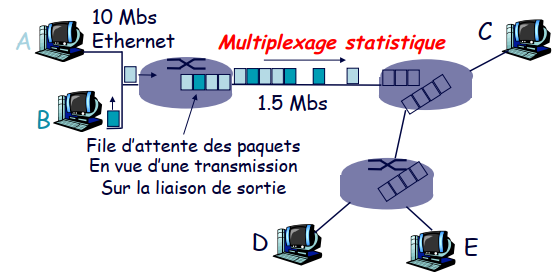 10 Mbs
Ethernet
A
Multiplexage statistique
C
1.5 Mbs
B
File d'attente des paquets
En vue d'une transmission
Sur la liaison de sortie
D
E